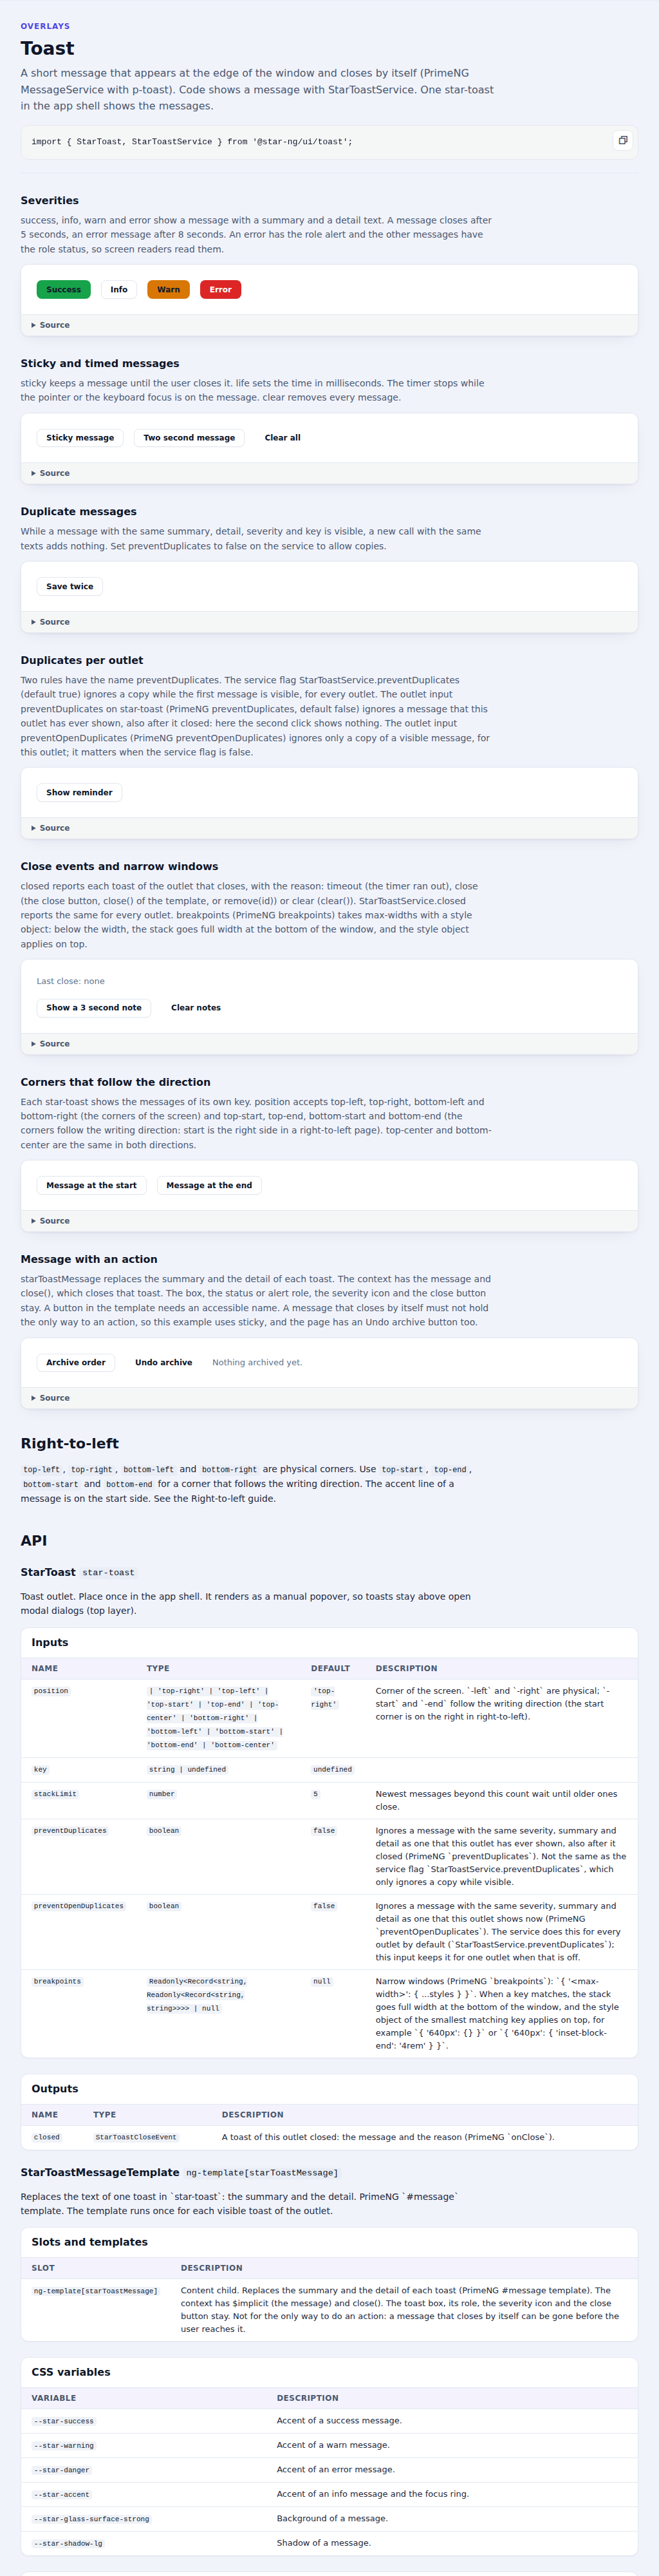 OVERLAYS
Toast
A short message that appears at the edge of the window and closes by itself (PrimeNG
MessageService with p-toast). Code shows a message with StarToastService. One star-toast
in the app shell shows the messages.
import { StarToast, StarToastService } from '@star-ng/ui/toast';
Severities
success, info, warn and error show a message with a summary and a detail text. A message closes after
5 seconds, an error message after 8 seconds. An error has the role alert and the other messages have
the role status, so screen readers read them.
Success Info Warn Error
Source
Sticky and timed messages
sticky keeps a message until the user closes it. life sets the time in milliseconds. The timer stops while
the pointer or the keyboard focus is on the message. clear removes every message.
Sticky message Two second message Clear all
Source
Duplicate messages
While a message with the same summary, detail, severity and key is visible, a new call with the same
texts adds nothing. Set preventDuplicates to false on the service to allow copies.
Save twice
Source
Duplicates per outlet
Two rules have the name preventDuplicates. The service flag StarToastService.preventDuplicates
(default true) ignores a copy while the first message is visible, for every outlet. The outlet input
preventDuplicates on star-toast (PrimeNG preventDuplicates, default false) ignores a message that this
outlet has ever shown, also after it closed: here the second click shows nothing. The outlet input
preventOpenDuplicates (PrimeNG preventOpenDuplicates) ignores only a copy of a visible message, for
this outlet; it matters when the service flag is false.
Show reminder
Source
Close events and narrow windows
closed reports each toast of the outlet that closes, with the reason: timeout (the timer ran out), close
(the close button, close() of the template, or remove(id)) or clear (clear()). StarToastService.closed
reports the same for every outlet. breakpoints (PrimeNG breakpoints) takes max-widths with a style
object: below the width, the stack goes full width at the bottom of the window, and the style object
applies on top.
Last close: none
Show a 3 second note Clear notes
Source
Corners that follow the direction
Each star-toast shows the messages of its own key. position accepts top-left, top-right, bottom-left and
bottom-right (the corners of the screen) and top-start, top-end, bottom-start and bottom-end (the
corners follow the writing direction: start is the right side in a right-to-left page). top-center and bottom-
center are the same in both directions.
Message at the start Message at the end
Source
Message with an action
starToastMessage replaces the summary and the detail of each toast. The context has the message and
close(), which closes that toast. The box, the status or alert role, the severity icon and the close button
stay. A button in the template needs an accessible name. A message that closes by itself must not hold
the only way to an action, so this example uses sticky, and the page has an Undo archive button too.
Archive order Undo archive Nothing archived yet.
Source
Right-to-left
top-left, top-right, bottom-left and bottom-right are physical corners. Use top-start, top-end,
bottom-start and bottom-end for a corner that follows the writing direction. The accent line of a
message is on the start side. See the Right-to-left guide.
API
StarToast star-toast
Toast outlet. Place once in the app shell. It renders as a manual popover, so toasts stay above open
modal dialogs (top layer).
Inputs
NAME TYPE DEFAULT DESCRIPTION
position | 'top-right' | 'top-left' | 'top-Corner of the screen. `-left` and `-right` are physical; `-
'top-start' | 'top-end' | 'top- right' start` and `-end` follow the writing direction (the start
center' | 'bottom-right' | corner is on the right in right-to-left).
'bottom-left' | 'bottom-start' |
'bottom-end' | 'bottom-center'
key string | undefined undefined
stackLimit number 5 Newest messages beyond this count wait until older ones
close.
preventDuplicates boolean false Ignores a message with the same severity, summary and
detail as one that this outlet has ever shown, also after it
closed (PrimeNG `preventDuplicates`). Not the same as the
service flag `StarToastService.preventDuplicates`, which
only ignores a copy while visible.
preventOpenDuplicates boolean false Ignores a message with the same severity, summary and
detail as one that this outlet shows now (PrimeNG
`preventOpenDuplicates`). The service does this for every
outlet by default (`StarToastService.preventDuplicates`);
this input keeps it for one outlet when that is off.
breakpoints Readonly<Record<string, null Narrow windows (PrimeNG `breakpoints`): `{ '<max-
Readonly<Record<string, width>': { ...styles } }`. When a key matches, the stack
string>>>> | null goes full width at the bottom of the window, and the style
object of the smallest matching key applies on top, for
example `{ '640px': {} }` or `{ '640px': { 'inset-block-
end': '4rem' } }`.
Outputs
NAME TYPE DESCRIPTION
closed StarToastCloseEvent A toast of this outlet closed: the message and the reason (PrimeNG `onClose`).
StarToastMessageTemplate ng-template[starToastMessage]
Replaces the text of one toast in `star-toast`: the summary and the detail. PrimeNG `#message`
template. The template runs once for each visible toast of the outlet.
Slots and templates
SLOT DESCRIPTION
ng-template[starToastMessage] Content child. Replaces the summary and the detail of each toast (PrimeNG #message template). The
context has $implicit (the message) and close(). The toast box, its role, the severity icon and the close
button stay. Not for the only way to do an action: a message that closes by itself can be gone before the
user reaches it.
CSS variables
VARIABLE DESCRIPTION
--star-success Accent of a success message.
--star-warning Accent of a warn message.
--star-danger Accent of an error message.
--star-accent Accent of an info message and the focus ring.
--star-glass-surface-strong Background of a message.
--star-shadow-lg Shadow of a message.